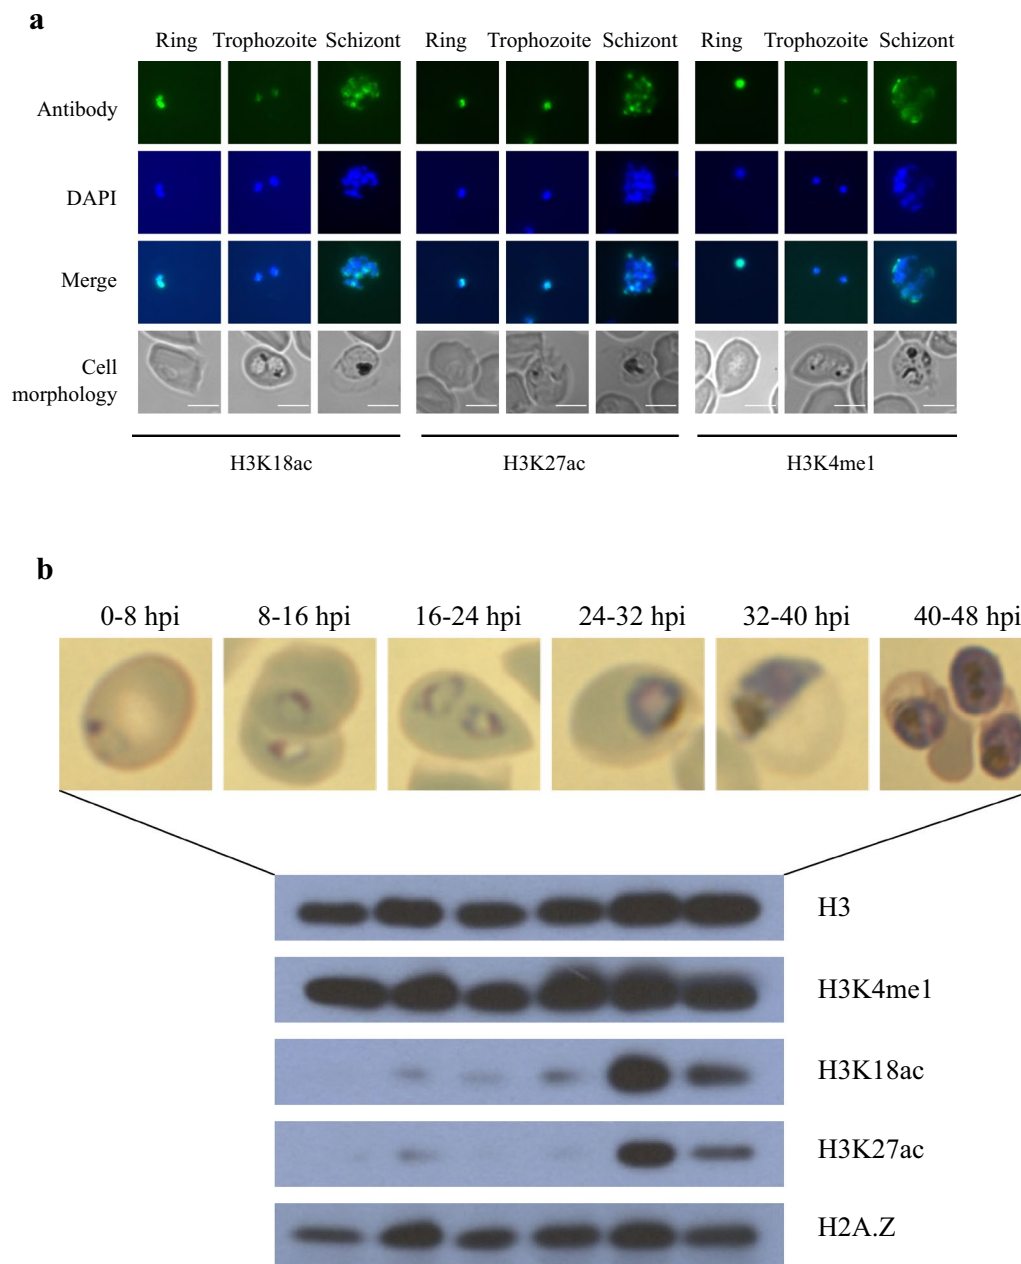 a
Ring Trophozoite Schizont Ring Trophozoite Schizont Ring Trophozoite Schizont
Antibody
DAPI
Merge
Cell
morphology
H3K18ac H3K27ac H3K4me1
b
0-8 hpi 8-16 hpi 16-24 hpi 24-32 hpi 32-40 hpi 40-48 hpi
H3
H3K4me1
H3K18ac
H3K27ac
H2A.Z